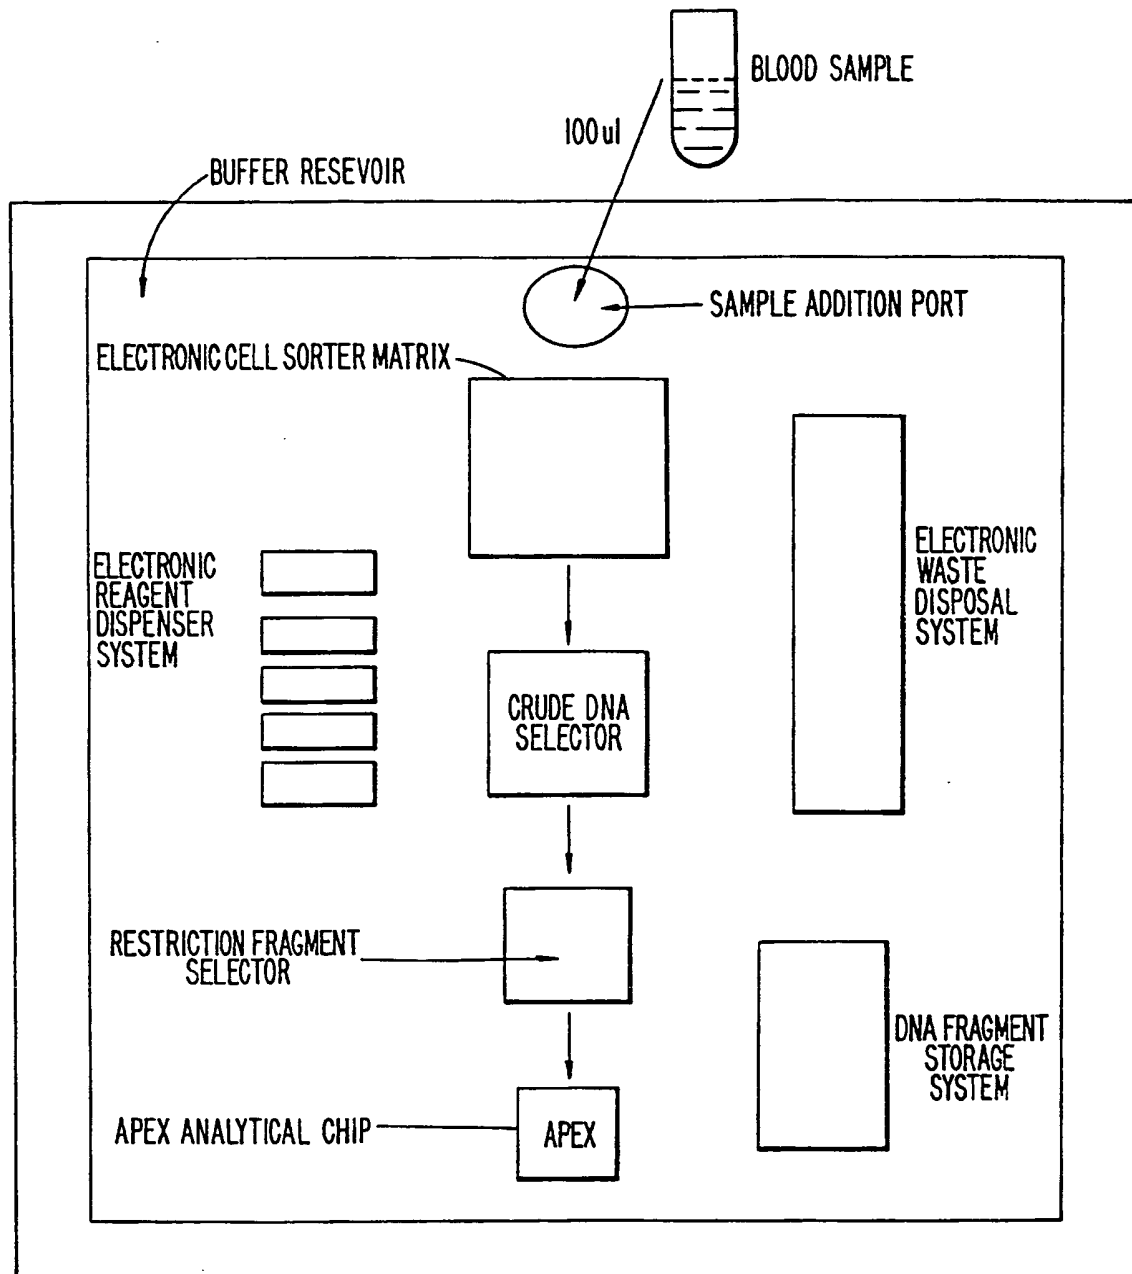 BLOOD SAMPLE
100ul
BUFFER RESEVOIR
SAMPLE ADDITION PORT
ELECTRONIC CELL SORTER MATRIX
ELECTRONIC
REAGENT
DISPENSER
SYSTEM
ELECTRONIC
WASTE
DISPOSAL
SYSTEM
CRUDE DNA
SELECTOR
RESTRICTION FRAGMENT
SELECTOR
DNA FRAGMENT
STORAGE
SYSTEM
APEX ANALYTICAL CHIP
APEX